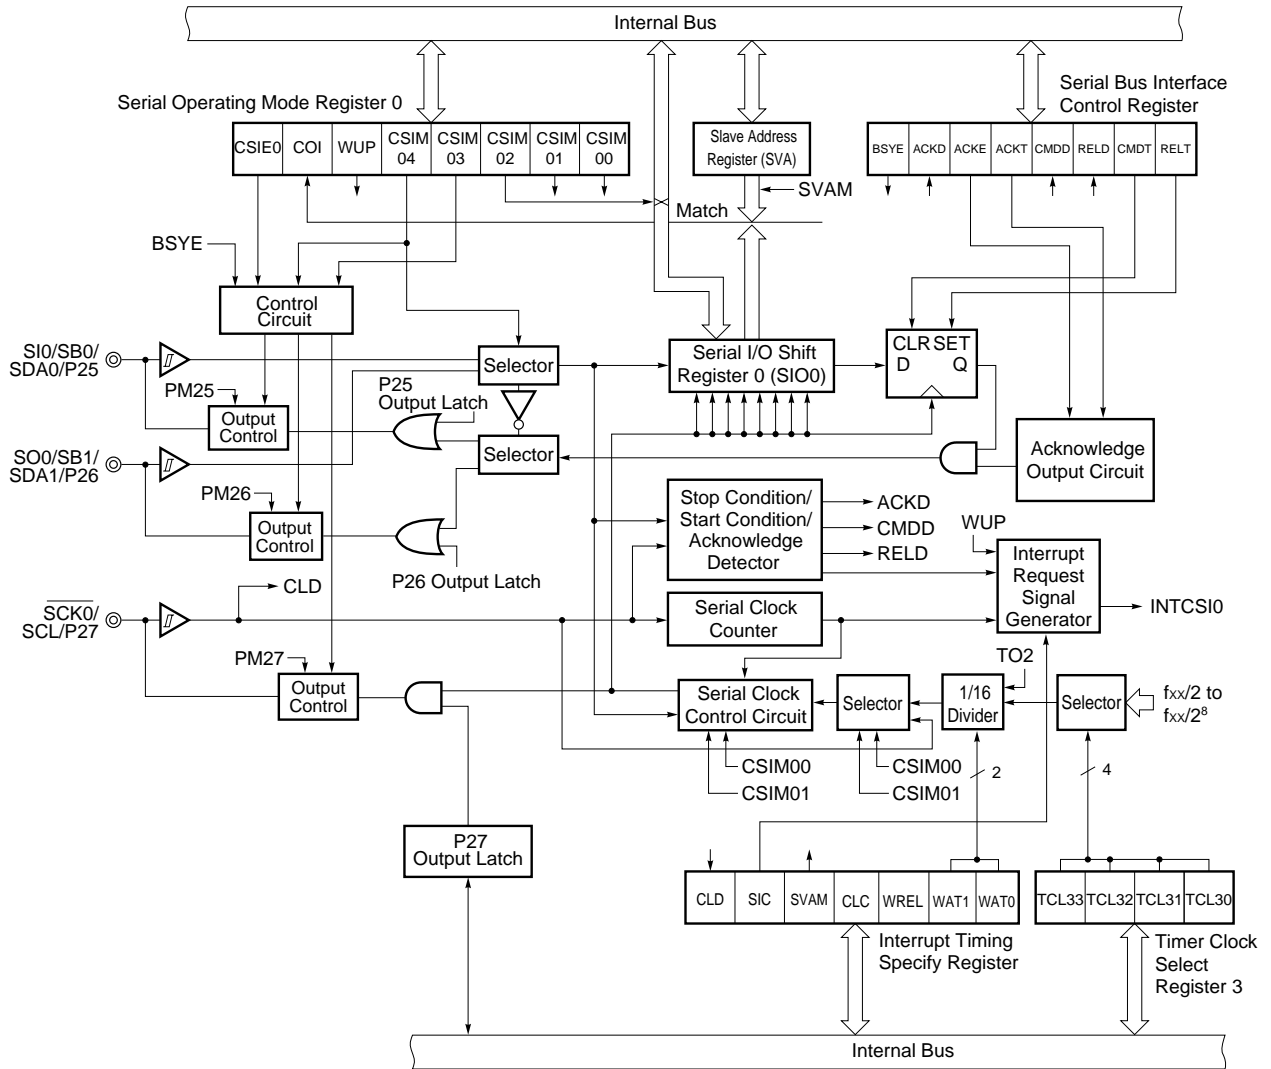 Internal Bus
Serial Operating Mode Register 0
Serial Bus Interface
Control Register
CSIE0 COI WUP CSIM 04 CSIM 03 CSIM 02 CSIM 01 CSIM 00
Slave Address
Register (SVA)
BSYE ACKD ACKE ACKT CMDD RELD CMDT RELT
SVAM
Match
BSYE
Control
Circuit
SI0/SB0/
SDA0/P25
Selector
Serial I/O Shift
Register 0 (SIO0)
CLR SET
D Q
PM25
P25
Output Latch
Output
Control
SO0/SB1/
SDA1/P26
Selector
Acknowledge
Output Circuit
PM26
Output
Control
P26 Output Latch
Stop Condition/
Start Condition/
Acknowledge
Detector
ACKD
CMDD
RELD
WUP
Interrupt
Request
Signal
Generator
INTCSI0
CLD
SCK0/
SCL/P27
Serial Clock
Counter
PM27
Output
Control
Serial Clock
Control Circuit
Selector
TO2
1/16
Divider
Selector
fxx/2 to
fxx/2⁸
CSIM00
CSIM01
CSIM00
CSIM01
2
4
P27
Output Latch
CLD SIC SVAM CLC WREL WAT1 WAT0
TCL33 TCL32 TCL31 TCL30
Interrupt Timing
Specify Register
Timer Clock
Select
Register 3
Internal Bus